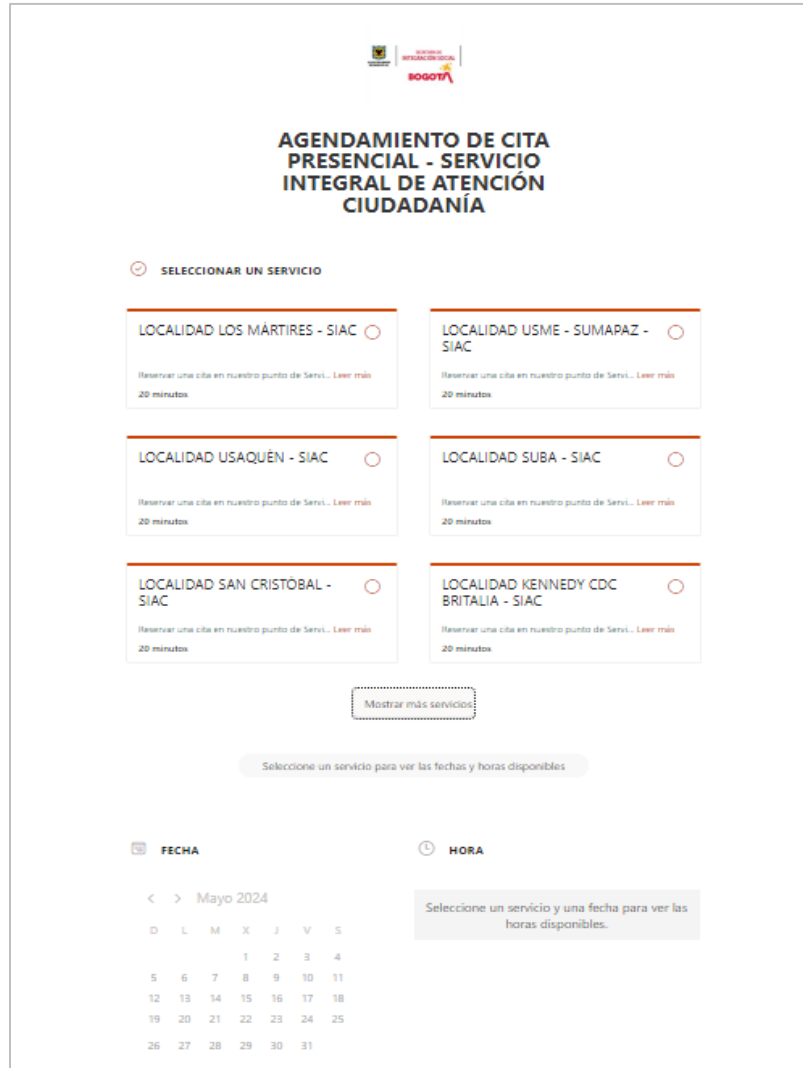 SECRETARÍA DE
INTEGRACIÓN SOCIAL
BOGOTÁ
AGENDAMIENTO DE CITA
PRESENCIAL - SERVICIO
INTEGRAL DE ATENCIÓN
CIUDADANÍA
SELECCIONAR UN SERVICIO
LOCALIDAD LOS MÁRTIRES - SIAC
Reservar una cita en nuestro punto de Servi... Leer más
20 minutos
LOCALIDAD USME - SUMAPAZ -
SIAC
Reservar una cita en nuestro punto de Servi... Leer más
20 minutos
LOCALIDAD USAQUÉN - SIAC
Reservar una cita en nuestro punto de Servi... Leer más
20 minutos
LOCALIDAD SUBA - SIAC
Reservar una cita en nuestro punto de Servi... Leer más
20 minutos
LOCALIDAD SAN CRISTÓBAL -
SIAC
Reservar una cita en nuestro punto de Servi... Leer más
20 minutos
LOCALIDAD KENNEDY CDC
BRITALIA - SIAC
Reservar una cita en nuestro punto de Servi... Leer más
20 minutos
Mostrar más servicios
Seleccione un servicio para ver las fechas y horas disponibles
FECHA
< > Mayo 2024
D L M X J V S
1 2 3 4
5 6 7 8 9 10 11
12 13 14 15 16 17 18
19 20 21 22 23 24 25
26 27 28 29 30 31
HORA
Seleccione un servicio y una fecha para ver las
horas disponibles.